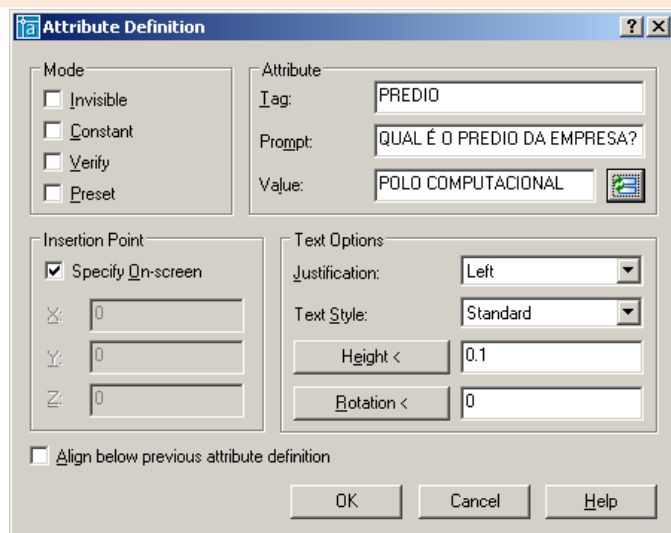 Attribute Definition
Mode
Invisible
Constant
Verify
Preset
Attribute
Tag: PREDIO
Prompt: QUAL É O PREDIO DA EMPRESA?
Value: POLO COMPUTACIONAL
Insertion Point
Specify On-screen
X: 0
Y: 0
Z: 0
Text Options
Justification: Left
Text Style: Standard
Height < 0.1
Rotation < 0
Align below previous attribute definition
OK Cancel Help